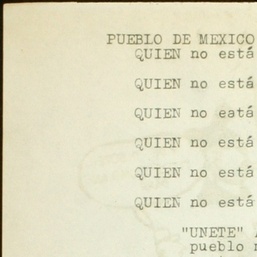 PUEBLO DE MEXICO
QUIEN no está
QUIEN no está
QUIEN no eatá
QUIEN no está
QUIEN no está
QUIEN no está
"UNETE"
pueblo